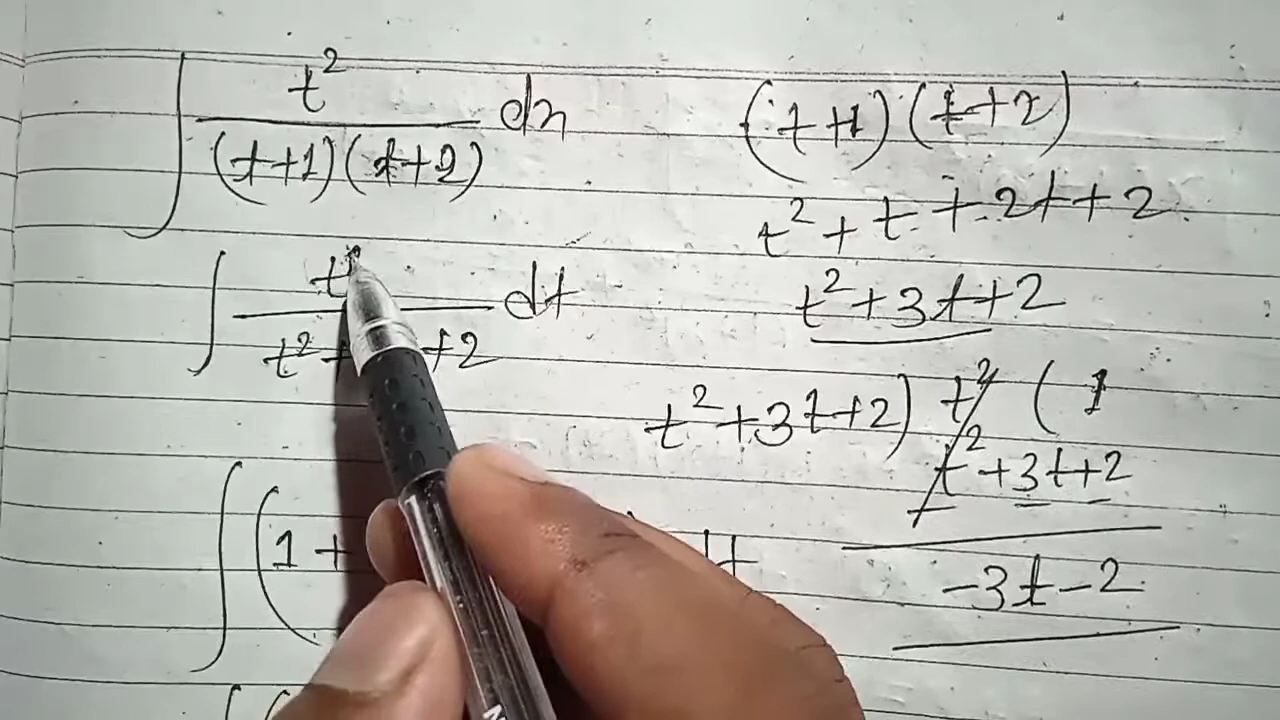 ∫ t² / (t+1)(t+2) dx
(t+1)(t+2)
t² + t + 2t + 2
t² + 3t + 2
∫ t / t² + +2 dt
t² + 3t + 2) t² ( 1
t² + 3t + 2
-3t - 2
∫ (1 + dt